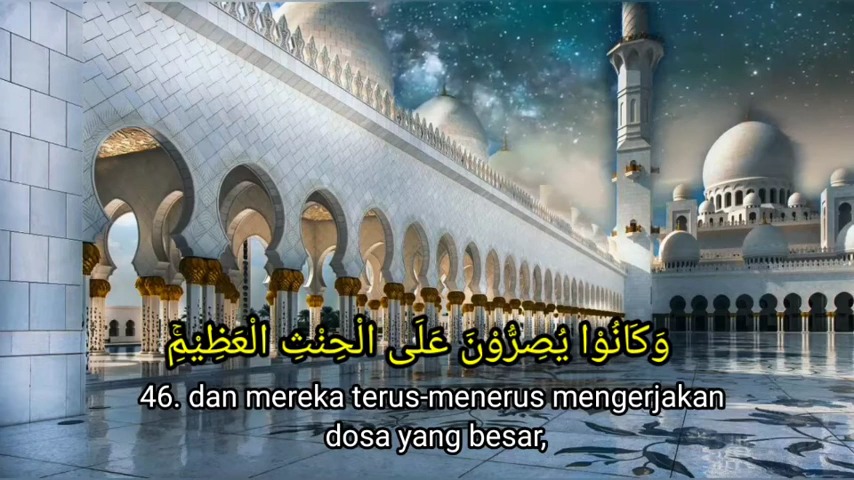 وَكَانُوْا يُصِرُّوْنَ عَلَى الْحِنْثِ الْعَظِيْمِۚ
46. dan mereka terus-menerus mengerjakan
dosa yang besar,